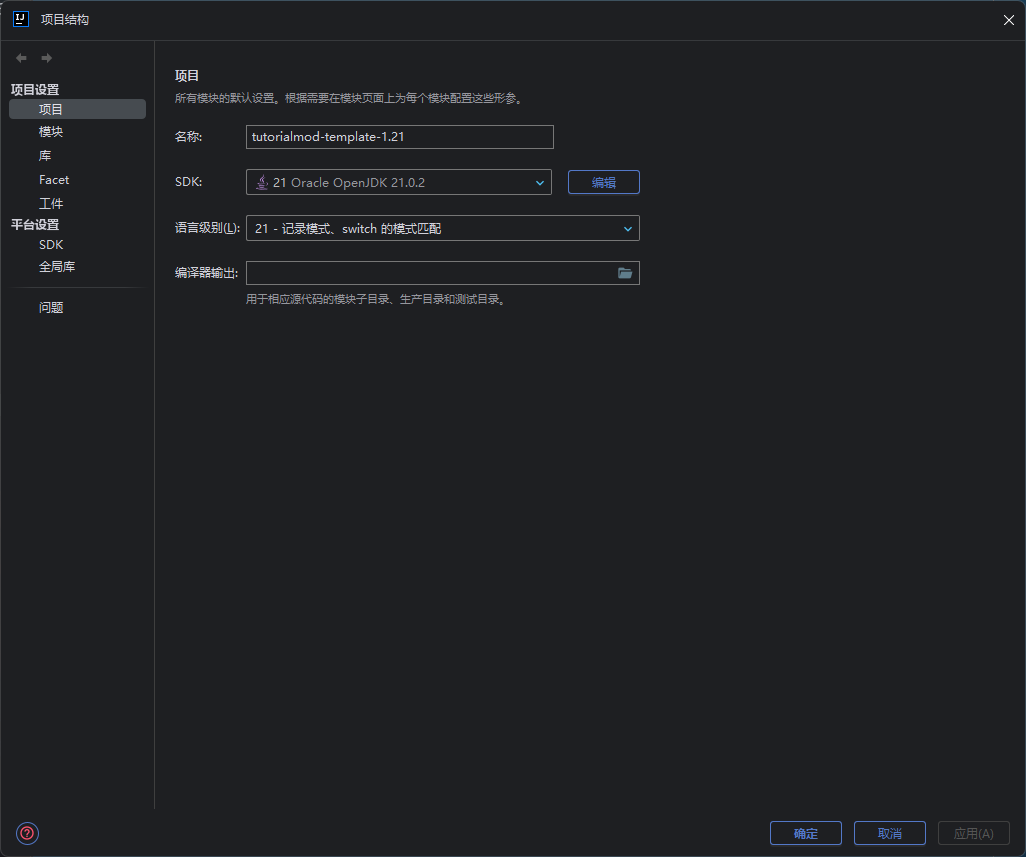 项目结构
项目设置
项目
模块
库
Facet
工件
平台设置
SDK
全局库
问题
项目
所有模块的默认设置。根据需要在模块页面上为每个模块配置这些形参。
名称: tutorialmod-template-1.21
SDK: 21 Oracle OpenJDK 21.0.2 编辑
语言级别(L): 21 - 记录模式、switch 的模式匹配
编译器输出:
用于相应源代码的模块子目录、生产目录和测试目录。
确定 取消 应用(A)